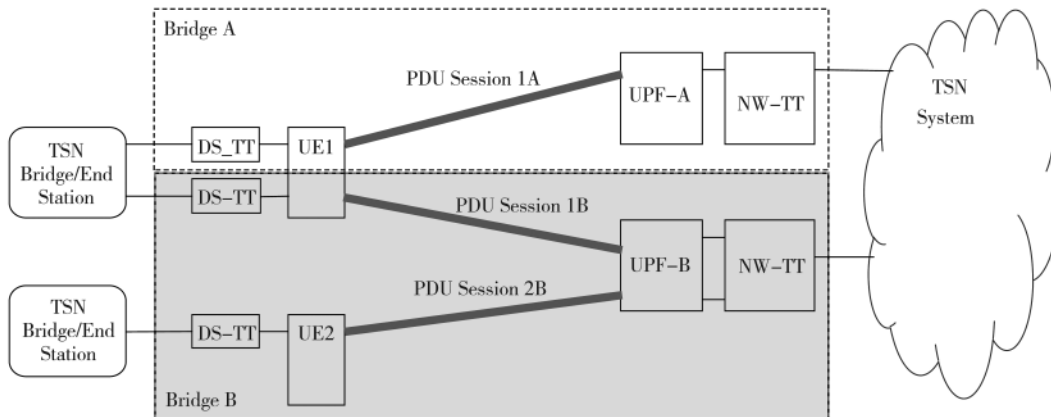 Bridge A
PDU Session 1A
UPF-A
NW-TT
TSN
System
TSN
Bridge/End
Station
DS_TT
UE1
DS-TT
PDU Session 1B
UPF-B
NW-TT
PDU Session 2B
TSN
Bridge/End
Station
DS-TT
UE2
Bridge B